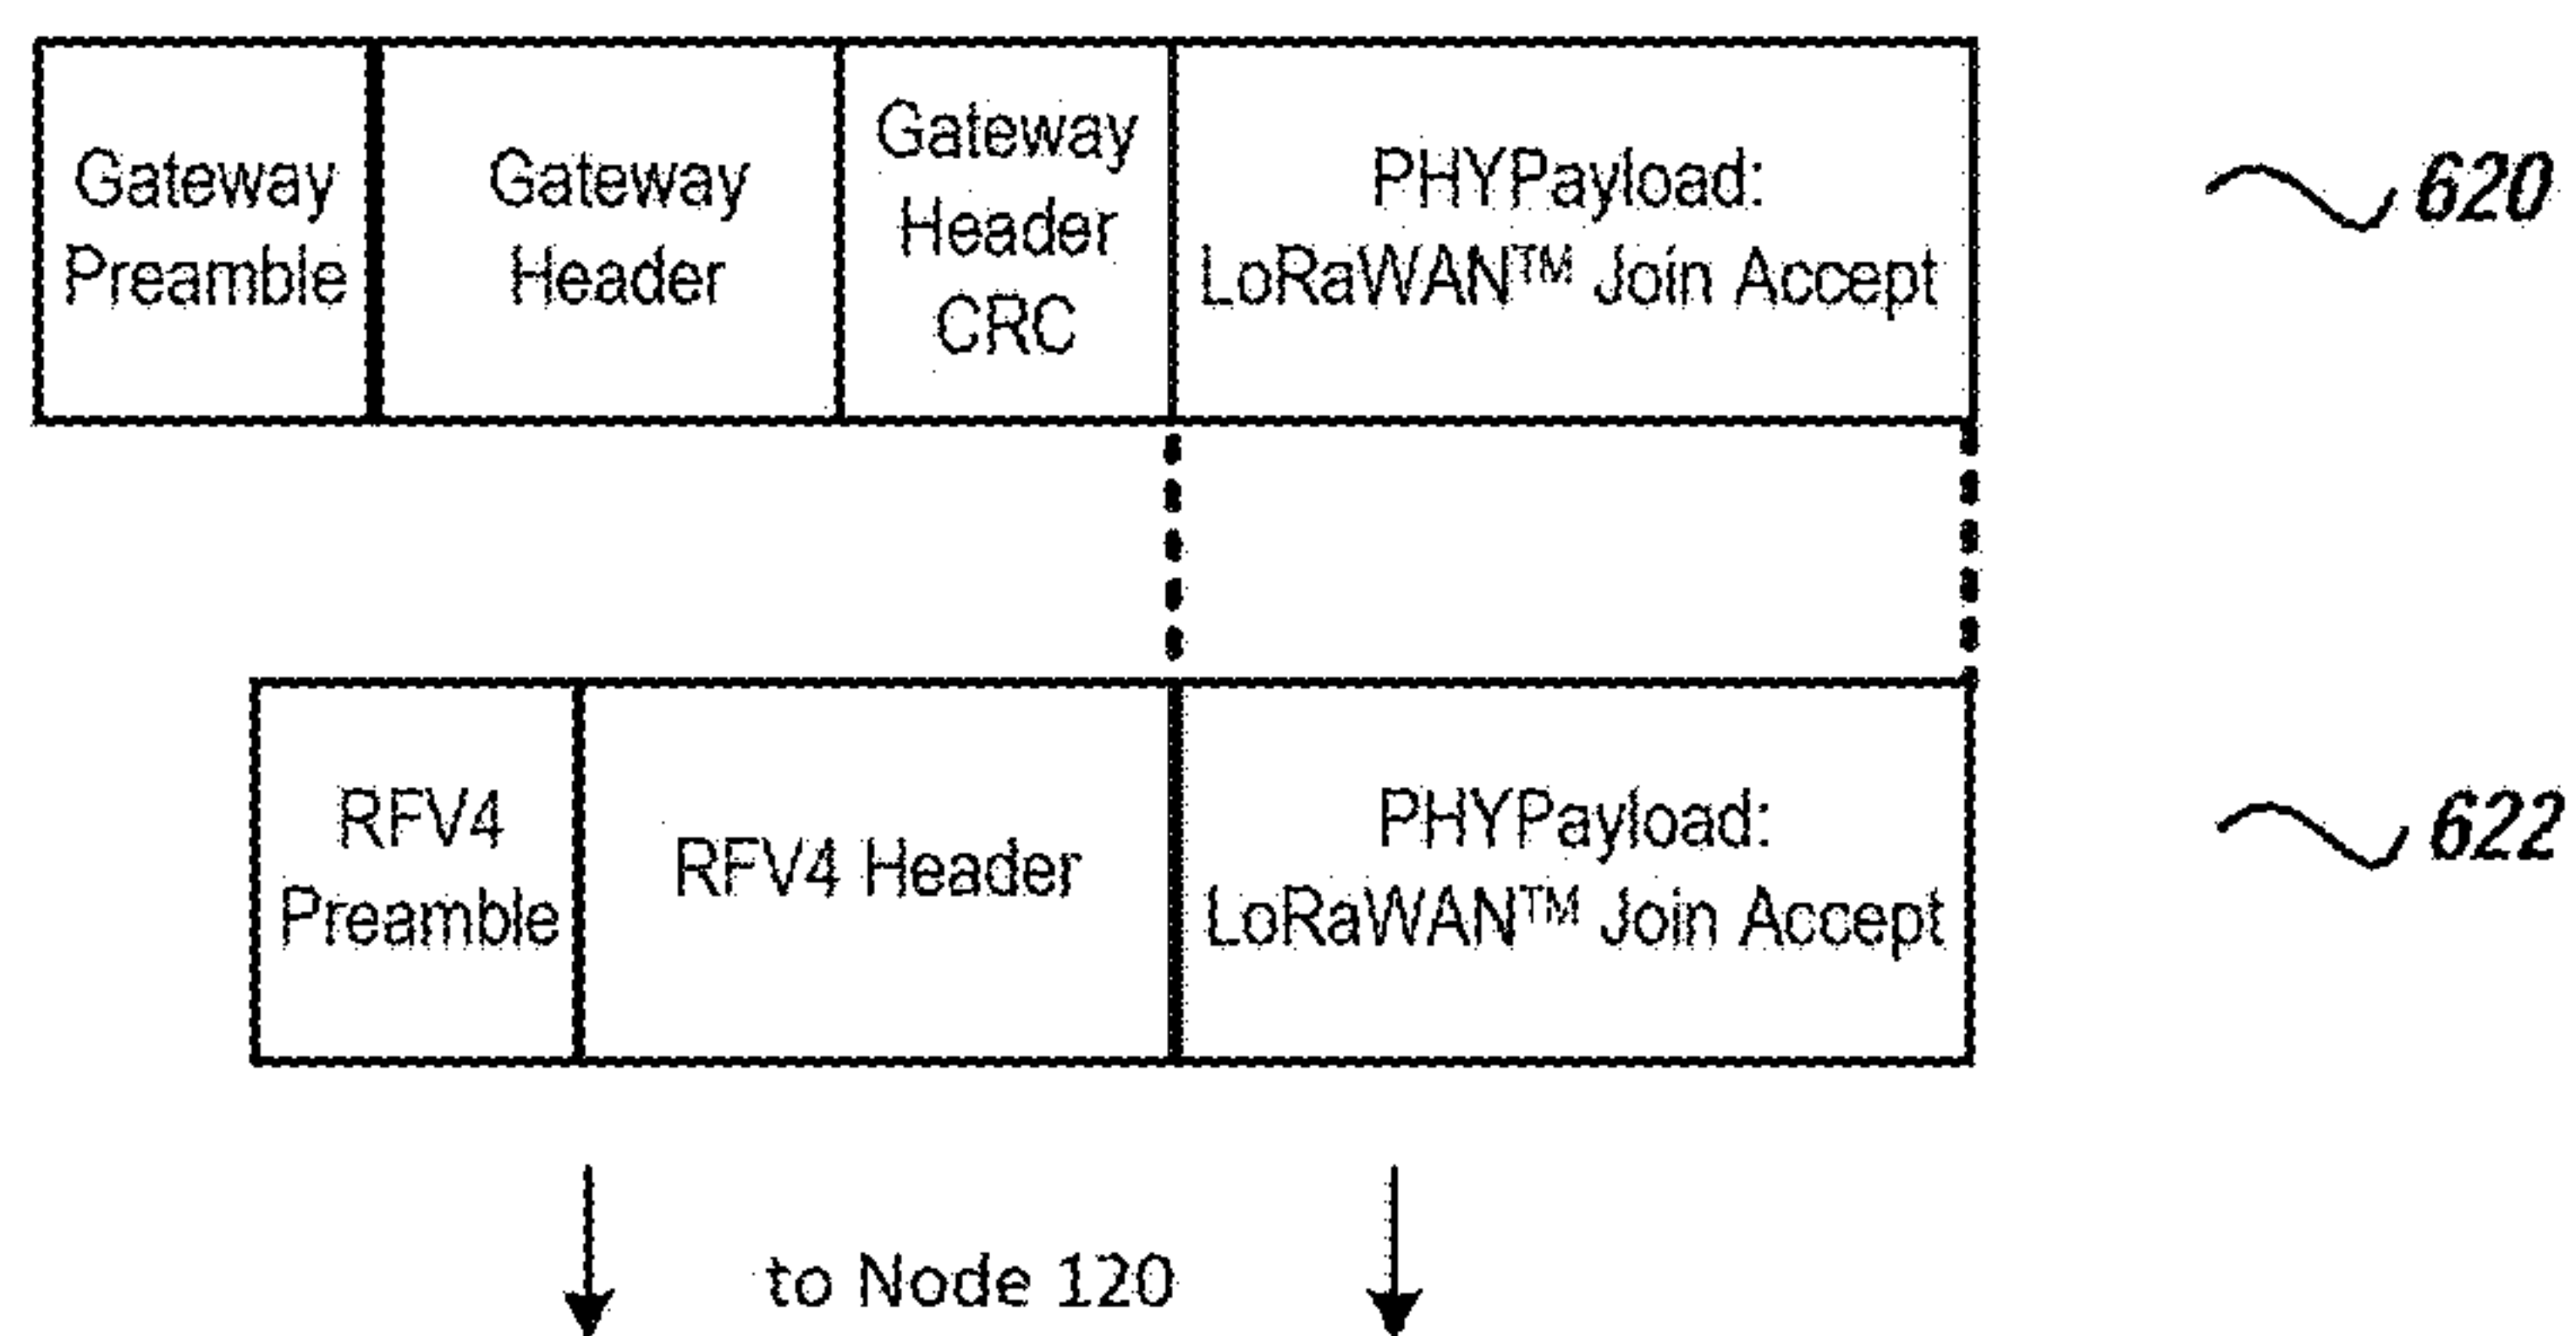 Gateway
Preamble
Gateway
Header
Gateway
Header
CRC
PHYPayload:
LoRaWAN™ Join Accept
620
RFV4
Preamble
RFV4 Header
PHYPayload:
LoRaWAN™ Join Accept
622
to Node 120